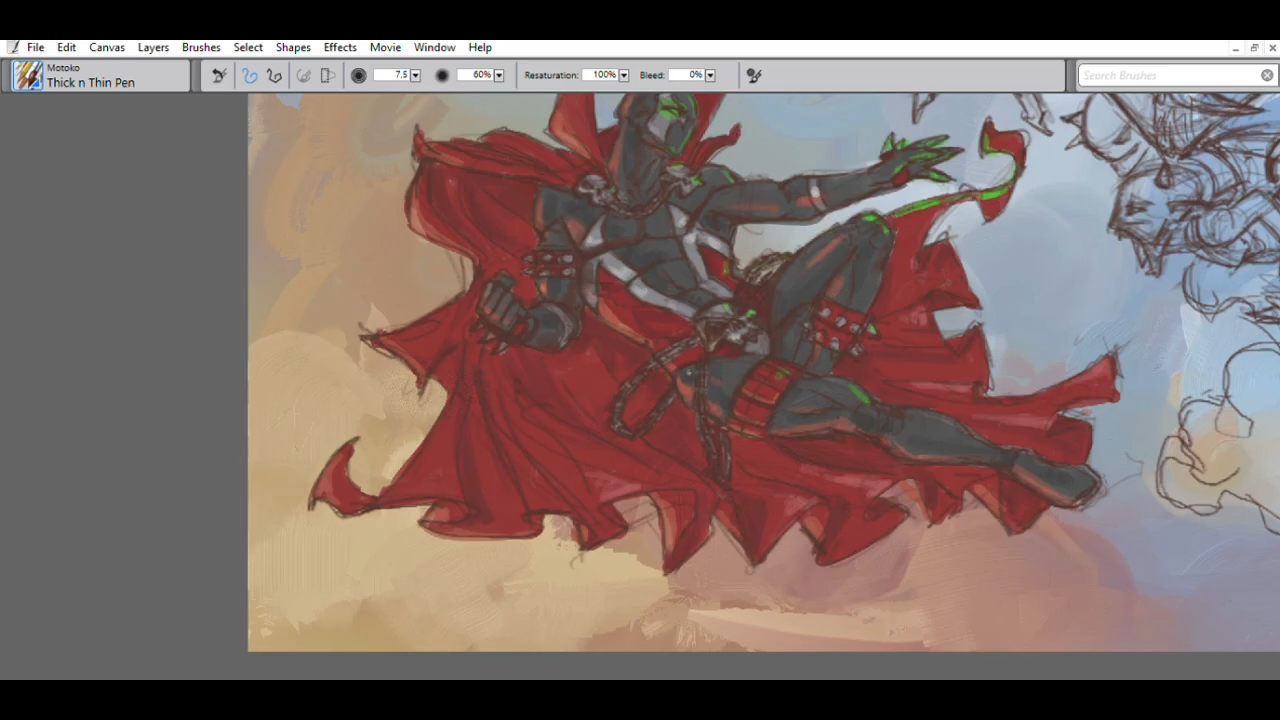 File Edit Canvas Layers Brushes Select Shapes Effects Movie Window Help
Motoko
Thick n Thin Pen
7.5 60% Resaturation: 100% Bleed: 0% Search Brushes